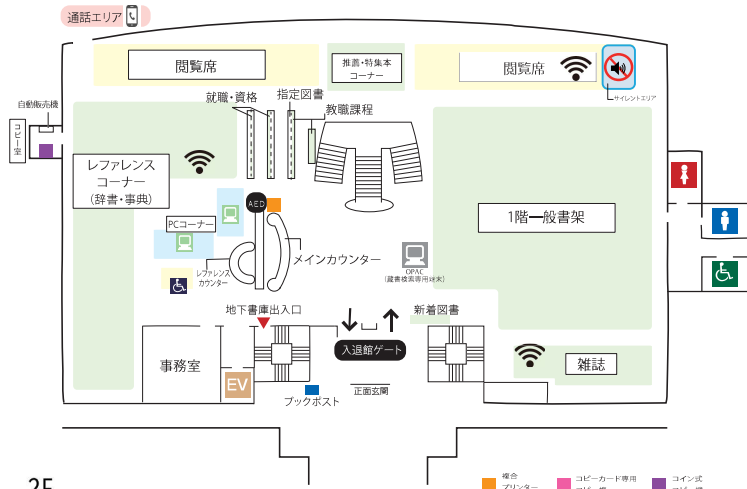 通話エリア
閲覧席
推薦・特集本
コーナー
閲覧席
サイレントエリア
自動販売機
コピー室
就職・資格
指定図書
教職課程
レファレンス
コーナー
(辞書・事典)
AED
PCコーナー
メインカウンター
レファレンス
カウンター
OPAC
(蔵書検索専用端末)
1階一般書架
地下書庫出入口
新着図書
入退館ゲート
事務室
EV
ブックポスト
正面玄関
雑誌
2F
複合
プリンター
コピーカード専用
コイン式